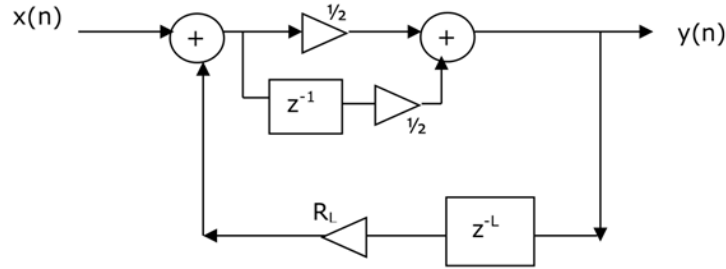 x(n)
+
½
+
y(n)
z⁻¹
½
R_L
z⁻ᴸ